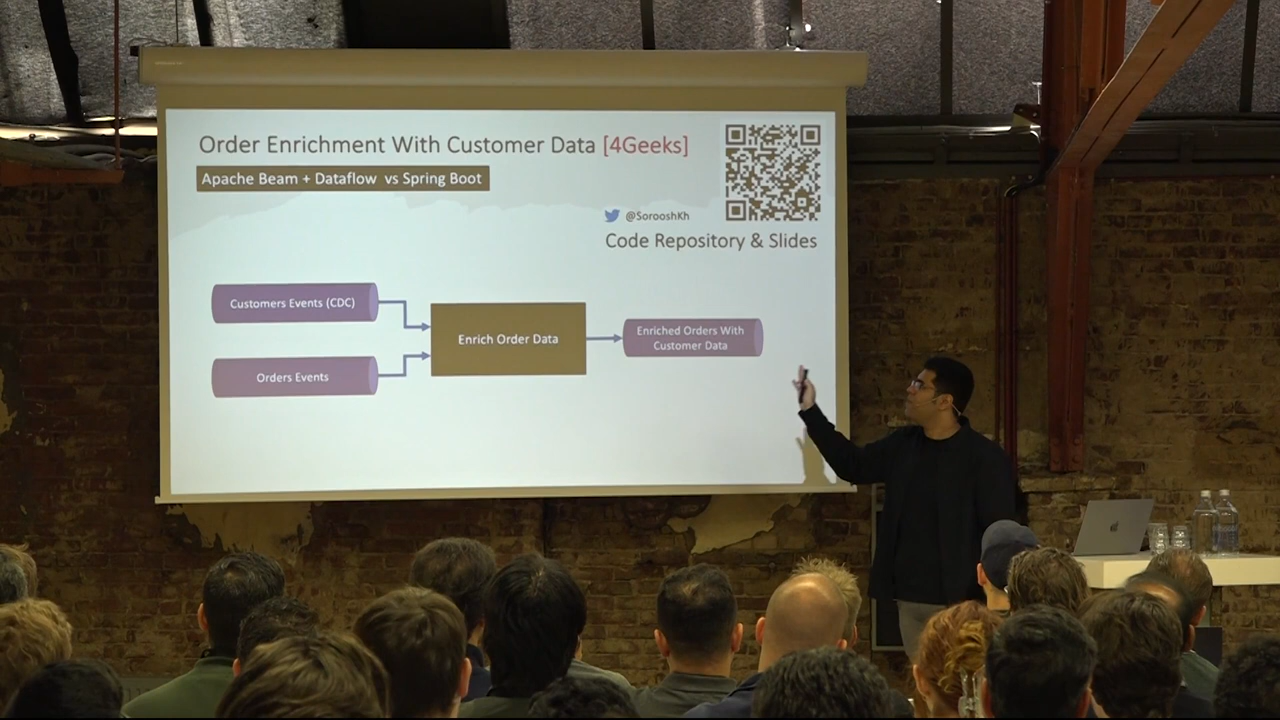 Order Enrichment With Customer Data [4Geeks]
Apache Beam + Dataflow vs Spring Boot
@SorooshKh
Code Repository & Slides
Customers Events (CDC)
Orders Events
Enrich Order Data
Enriched Orders With
Customer Data